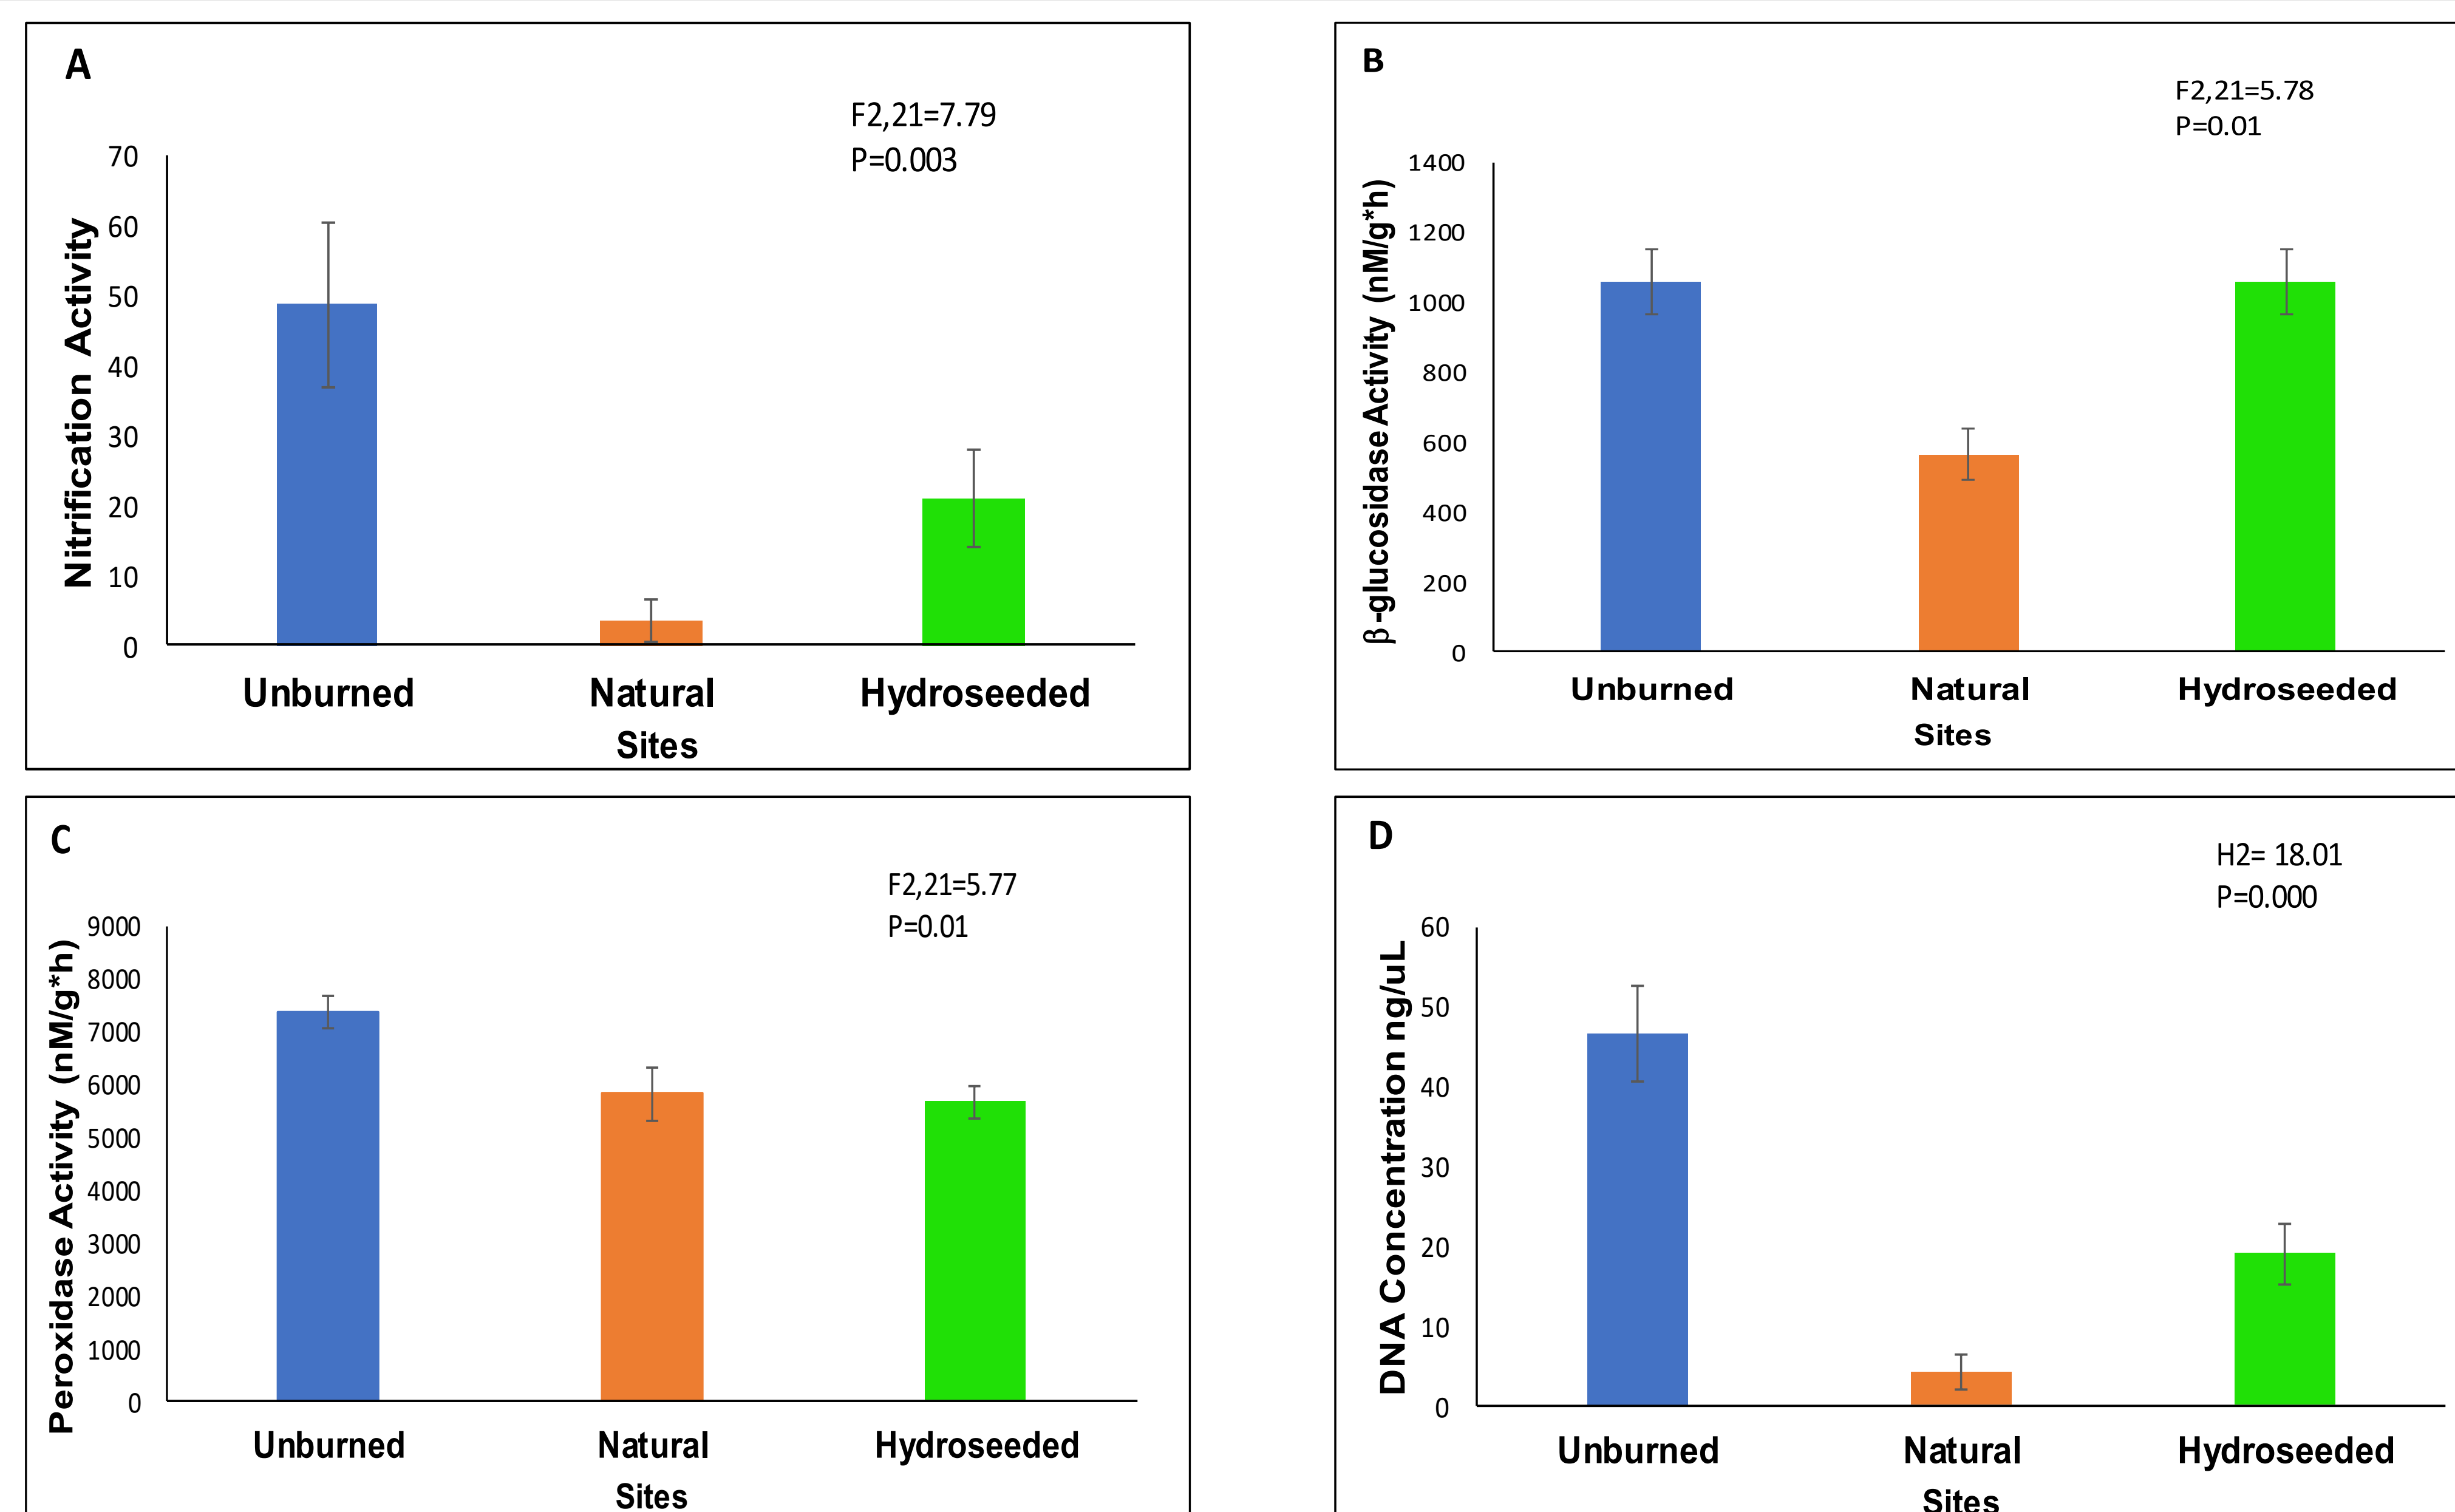 A
F2,21=7.79
P=0.003
Nitrification Activity
70
60
50
40
30
20
10
0
Unburned Natural Hydroseeded
Sites
B
F2,21=5.78
P=0.01
β-glucosidase Activity (nM/g*h)
1400
1200
1000
800
600
400
200
0
Unburned Natural Hydroseeded
Sites
C
F2,21=5.77
P=0.01
Peroxidase Activity (nM/g*h)
9000
8000
7000
6000
5000
4000
3000
2000
1000
0
Unburned Natural Hydroseeded
Sites
D
H2= 18.01
P=0.000
DNA Concentration ng/uL
60
50
40
30
20
10
0
Unburned Natural Hydroseeded
Sites